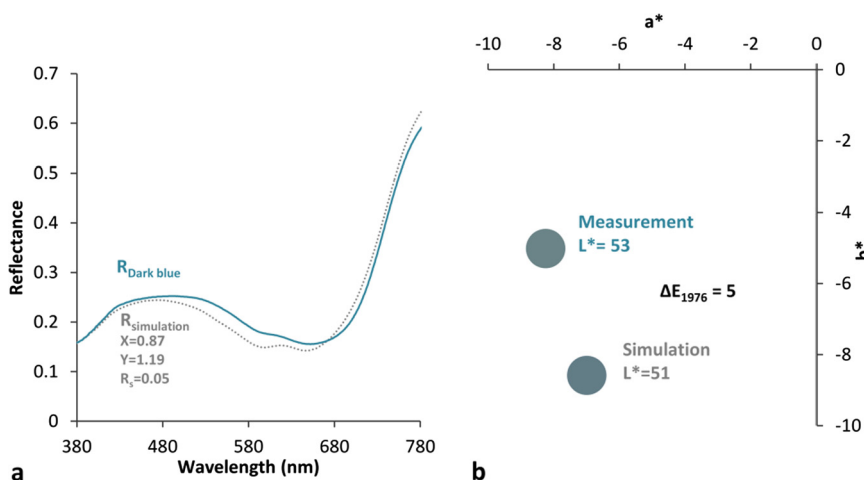 0.7
0.6
0.5
0.4
0.3
0.2
0.1
0
Reflectance
R_Dark blue
R_simulation
X=0.87
Y=1.19
R_s=0.05
380 480 580 680 780
Wavelength (nm)
a
a*
-10 -8 -6 -4 -2 0
0
-2
-4
-6
-8
-10
b*
Measurement
L*= 53
ΔE_1976 = 5
Simulation
L*=51
b